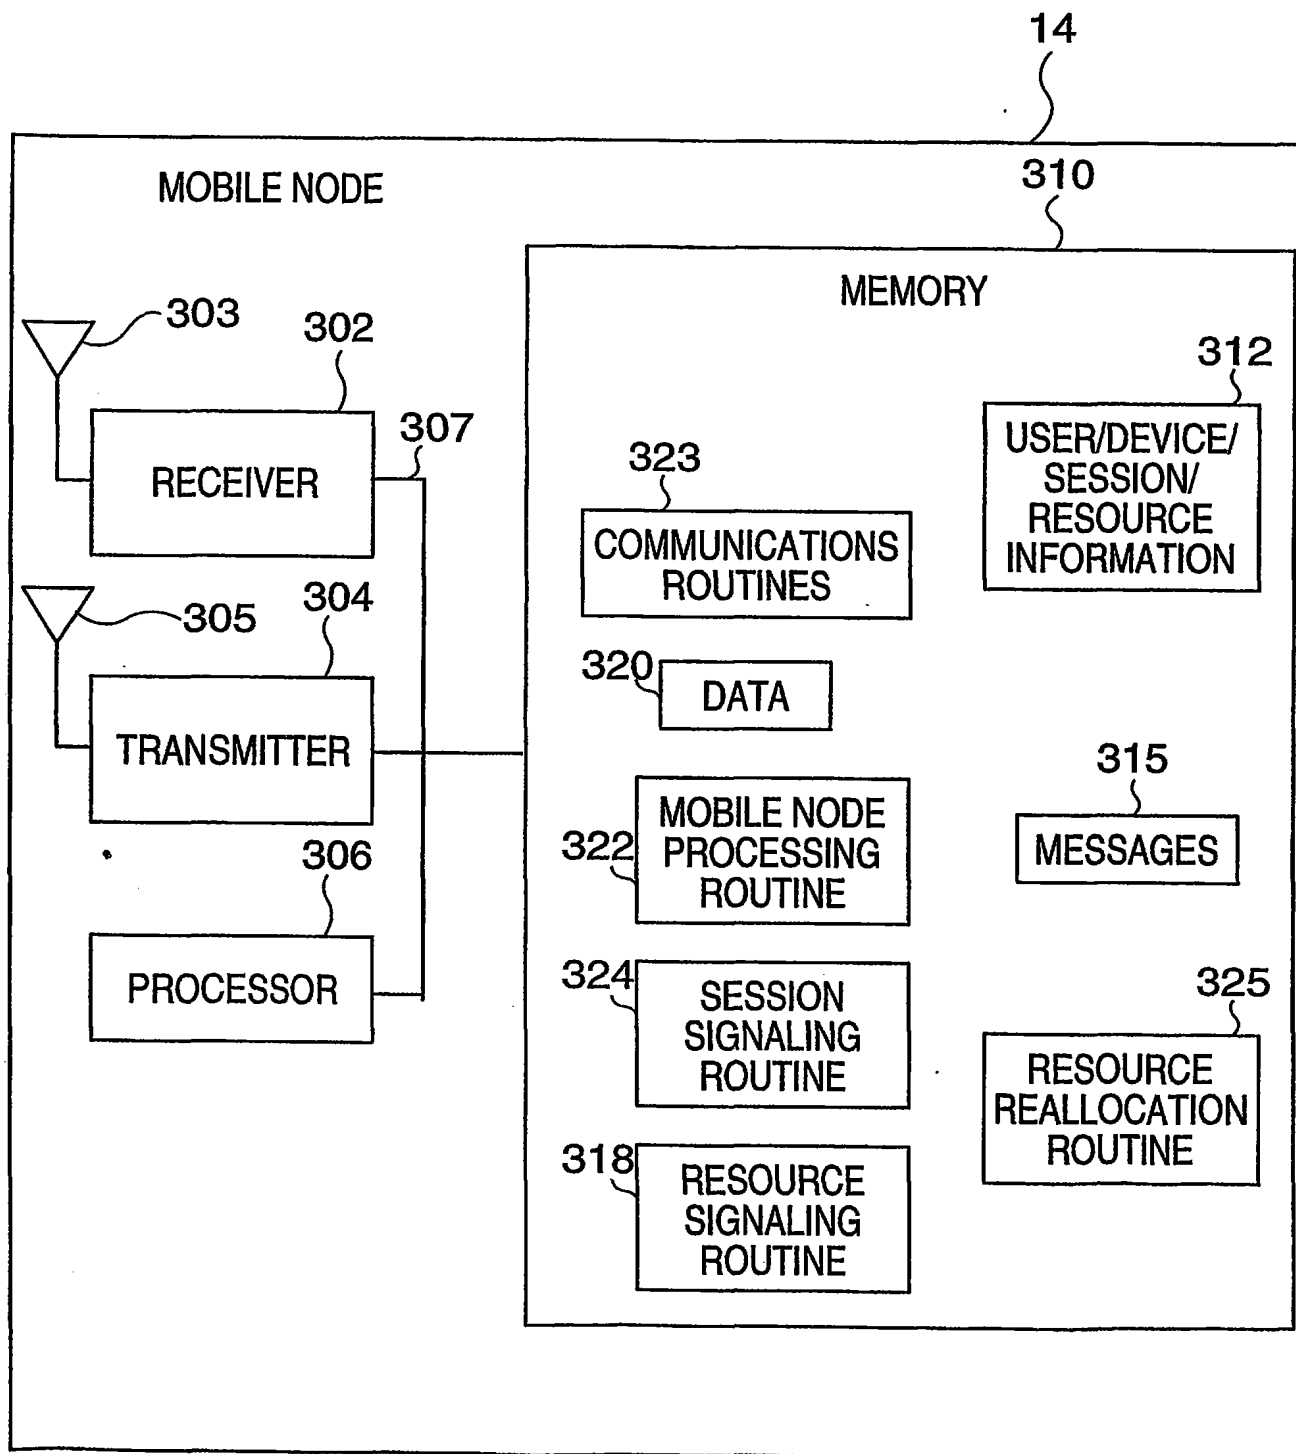 14
MOBILE NODE
310
MEMORY
303
302
312
RECEIVER
307
USER/DEVICE/
SESSION/
RESOURCE
INFORMATION
323
COMMUNICATIONS
ROUTINES
305
304
TRANSMITTER
320
DATA
315
MESSAGES
322
MOBILE NODE
PROCESSING
ROUTINE
306
PROCESSOR
324
SESSION
SIGNALING
ROUTINE
325
RESOURCE
REALLOCATION
ROUTINE
318
RESOURCE
SIGNALING
ROUTINE